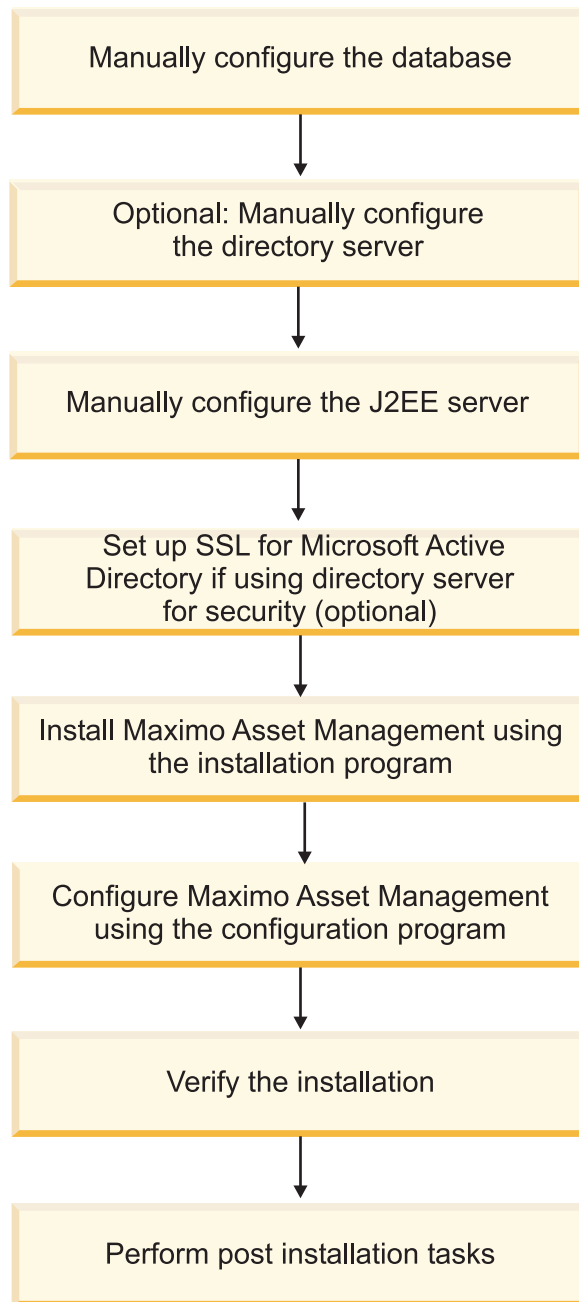 Manually configure the database
Optional: Manually configure
the directory server
Manually configure the J2EE server
Set up SSL for Microsoft Active
Directory if using directory server
for security (optional)
Install Maximo Asset Management using
the installation program
Configure Maximo Asset Management
using the configuration program
Verify the installation
Perform post installation tasks